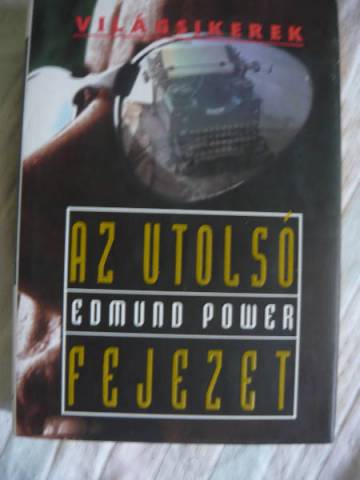 VILÁGSIKEREK
AZ UTOLSÓ
EDMUND POWER
FEJEZET